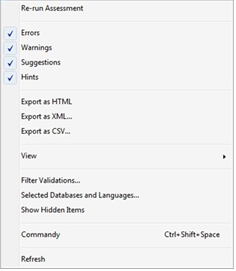 Re-run Assessment
Errors
Warnings
Suggestions
Hints
Export as HTML
Export as XML...
Export as CSV...
View
Filter Validations...
Selected Databases and Languages...
Show Hidden Items
Commandy Ctrl+Shift+Space
Refresh